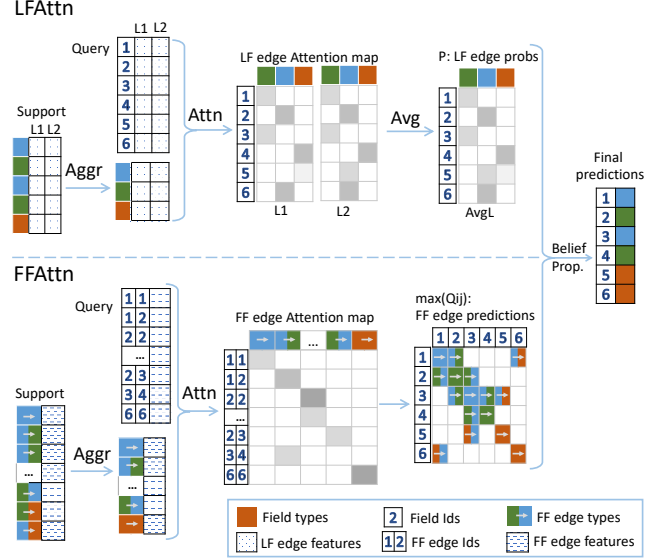 LFAttn
Query
L1 L2
1
2
3
4
5
6
Support
L1 L2
Aggr
Attn
LF edge Attention map
1
2
3
4
5
6
L1
L2
Avg
P: LF edge probs
1
2
3
4
5
6
AvgL
Final
predictions
1
2
3
4
5
6
Belief
Prop.
FFAttn
Query
1 1
1 2
2 2
...
2 3
3 4
6 6
Support
...
Aggr
...
Attn
FF edge Attention map
...
1 1
1 2
2 2
...
2 3
3 4
6 6
max(Qij):
FF edge predictions
1 2 3 4 5 6
1
2
3
4
5
6
Field types
2 Field Ids
FF edge types
LF edge features
1 2 FF edge Ids
FF edge features